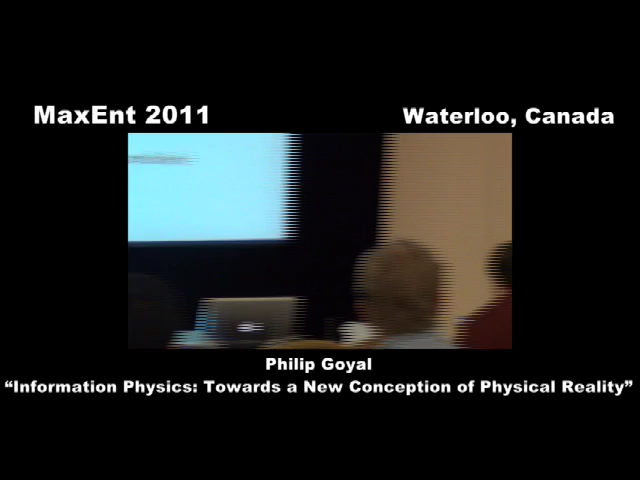 MaxEnt 2011
Waterloo, Canada
Philip Goyal
“Information Physics: Towards a New Conception of Physical Reality”